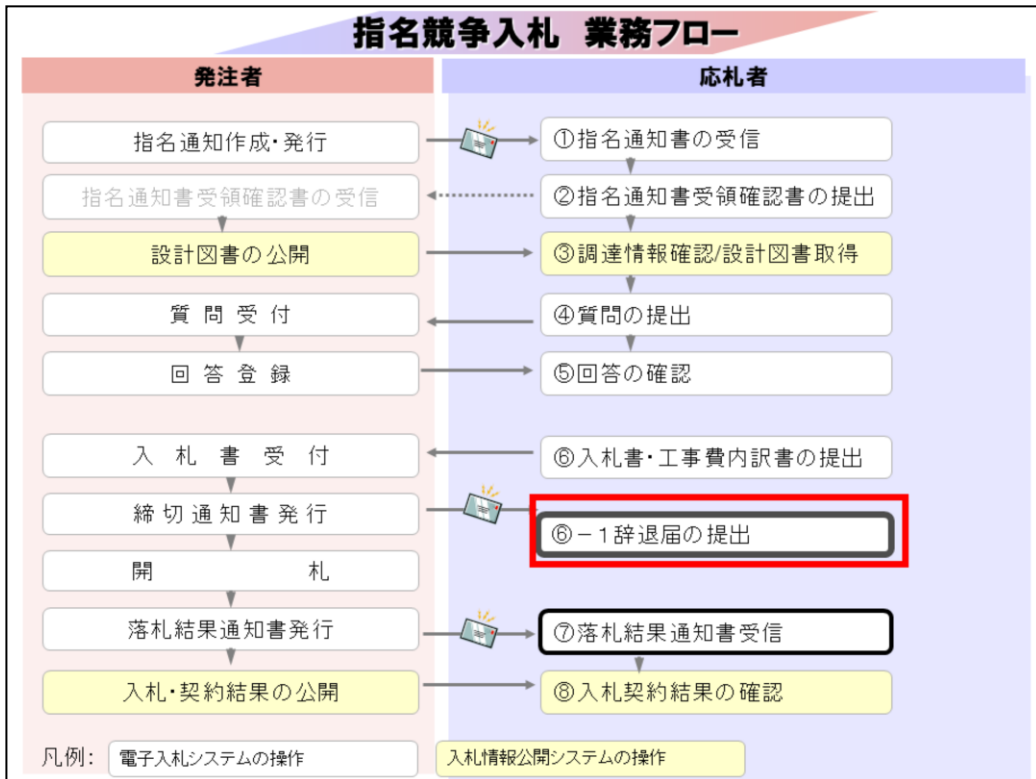 指名競争入札 業務フロー
発注者
応札者
指名通知作成・発行
①指名通知書の受信
指名通知書受領確認書の受信
②指名通知書受領確認書の提出
設計図書の公開
③調達情報確認/設計図書取得
質問受付
④質問の提出
回答登録
⑤回答の確認
入札書受付
⑥入札書・工事費内訳書の提出
締切通知書発行
⑥－1辞退届の提出
開札
落札結果通知書発行
⑦落札結果通知書受信
入札・契約結果の公開
⑧入札契約結果の確認
凡例: 電子入札システムの操作 入札情報公開システムの操作